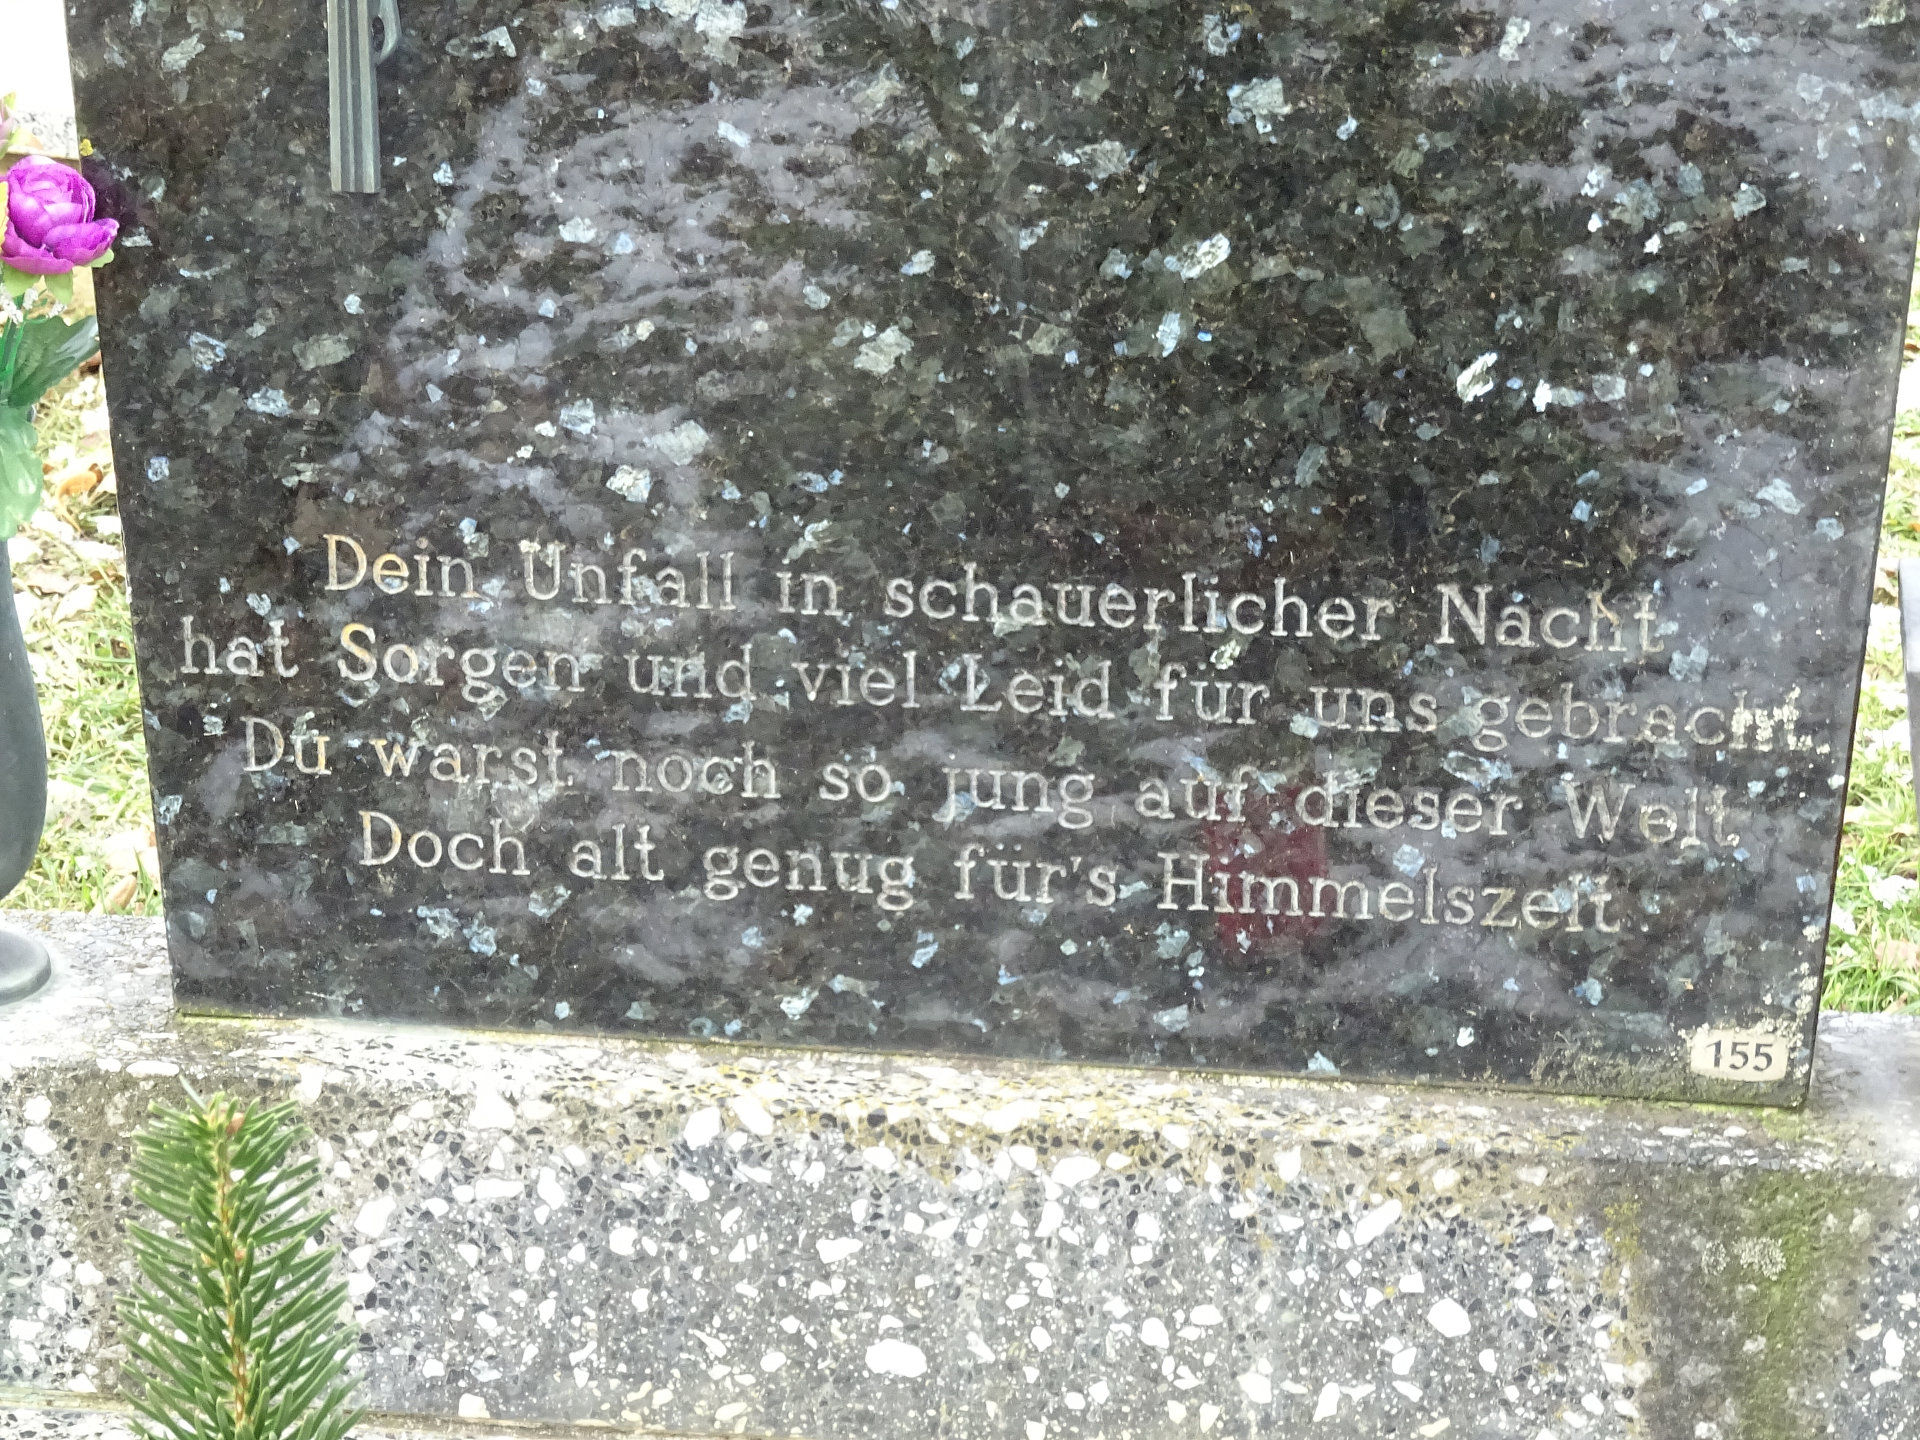 Dein Unfall in schauerlicher Nacht
hat Sorgen und viel Leid für uns gebracht.
Du warst noch so jung auf dieser Welt.
Doch alt genug für's Himmelszelt
155